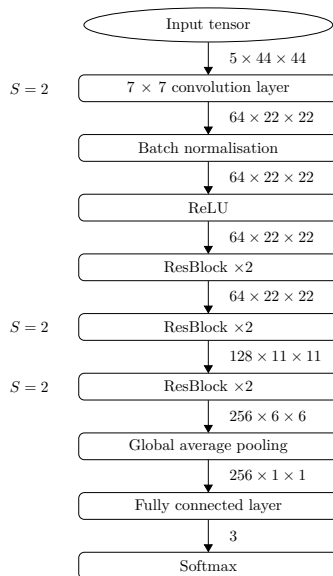 Input tensor
5 × 44 × 44
S = 2
7 × 7 convolution layer
64 × 22 × 22
Batch normalisation
64 × 22 × 22
ReLU
64 × 22 × 22
ResBlock ×2
64 × 22 × 22
S = 2
ResBlock ×2
128 × 11 × 11
S = 2
ResBlock ×2
256 × 6 × 6
Global average pooling
256 × 1 × 1
Fully connected layer
3
Softmax